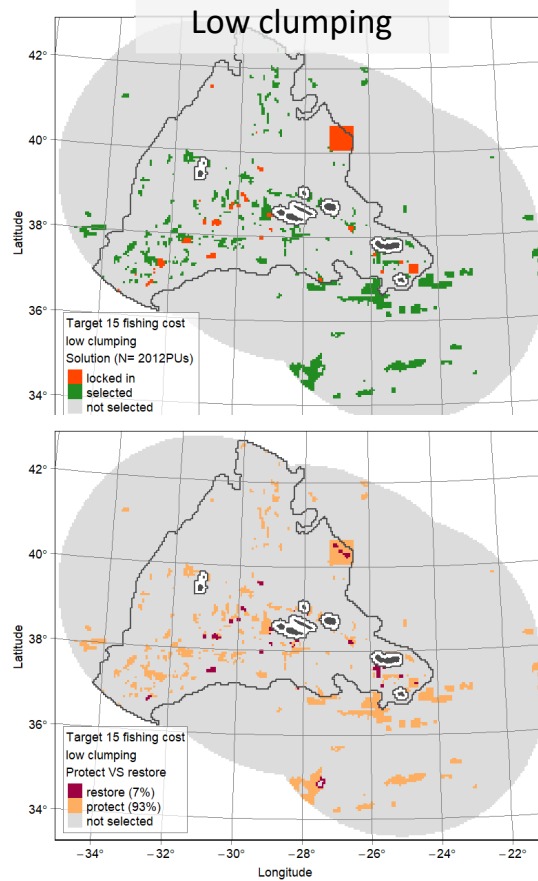 Low clumping
42°
40°
38°
36°
34°
Latitude
Target 15 fishing cost
low clumping
Solution (N= 2012PUs)
locked in
selected
not selected
42°
40°
38°
36°
34°
Latitude
Target 15 fishing cost
low clumping
Protect VS restore
restore (7%)
protect (93%)
not selected
−34° −32° −30° −28° −26° −24° −22°
Longitude